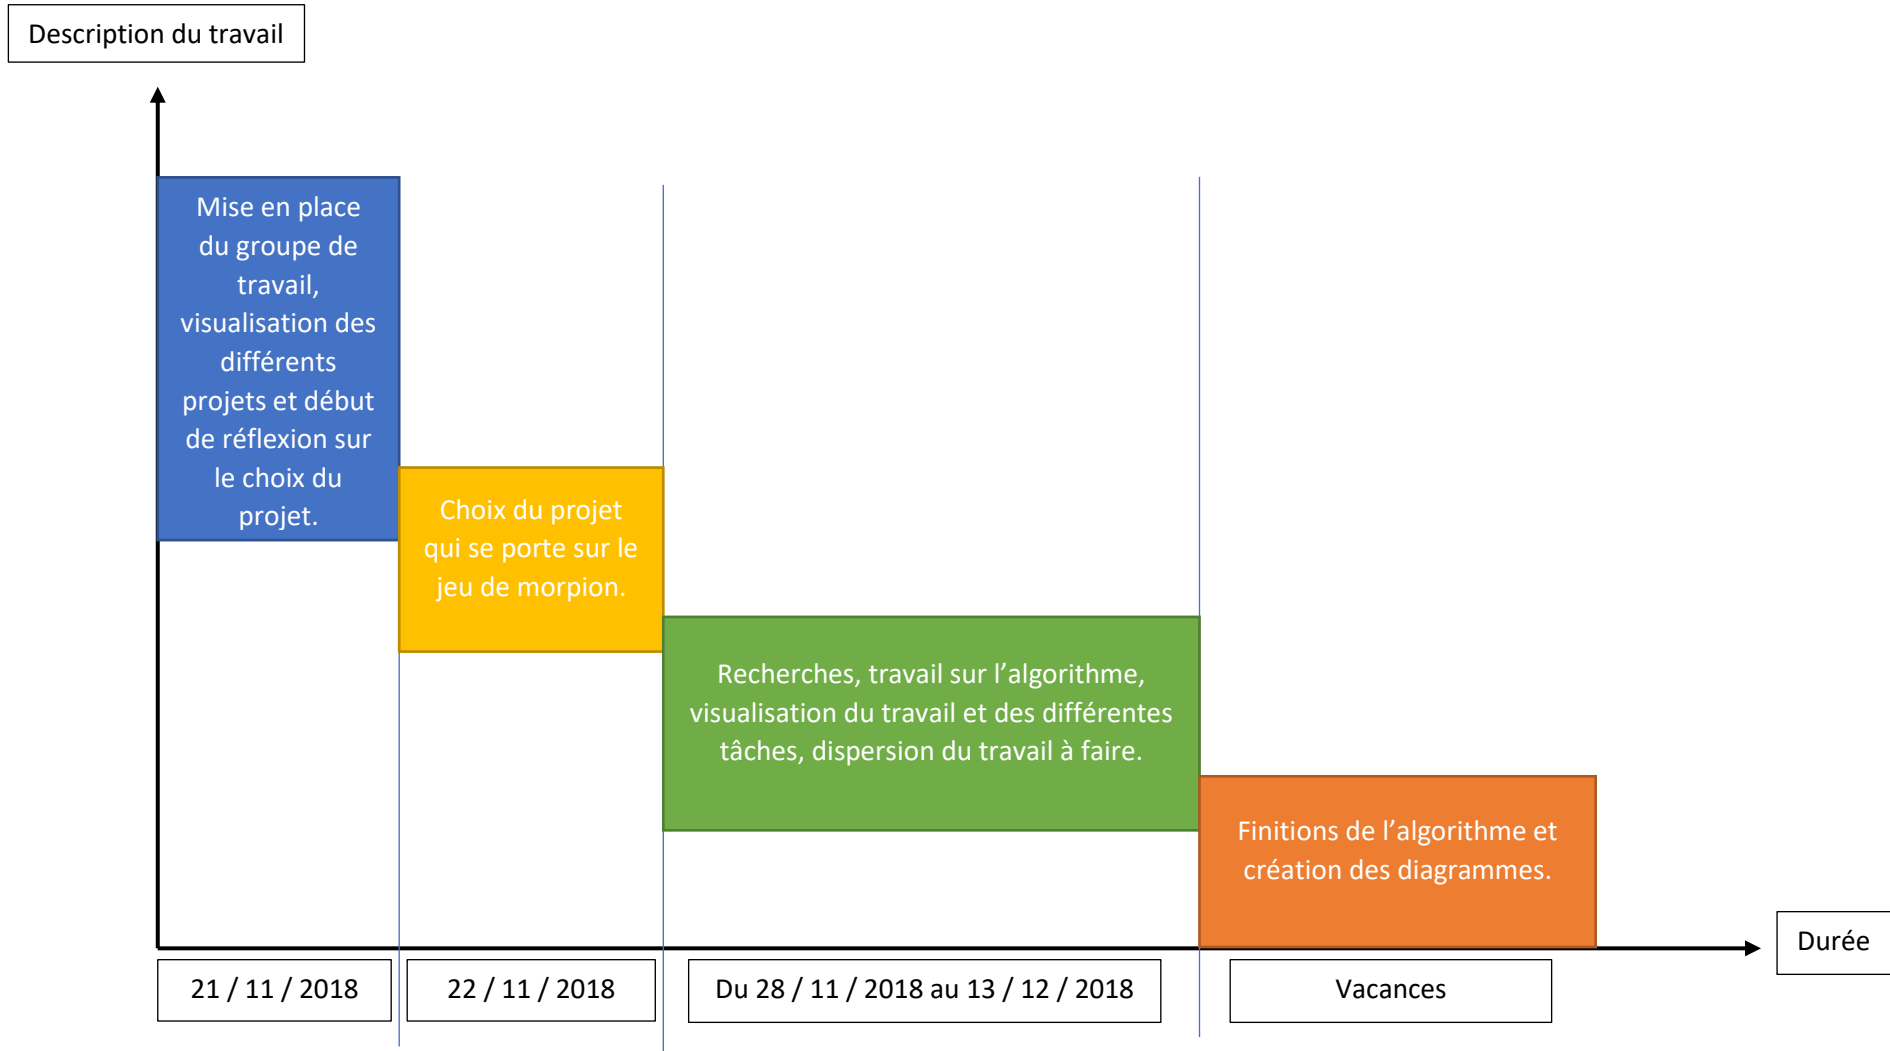 Description du travail
Mise en place
du groupe de
travail,
visualisation des
différents
projets et début
de réflexion sur
le choix du
projet.
Choix du projet
qui se porte sur le
jeu de morpion.
Recherches, travail sur l’algorithme,
visualisation du travail et des différentes
tâches, dispersion du travail à faire.
Finitions de l’algorithme et
création des diagrammes.
Durée
21 / 11 / 2018
22 / 11 / 2018
Du 28 / 11 / 2018 au 13 / 12 / 2018
Vacances